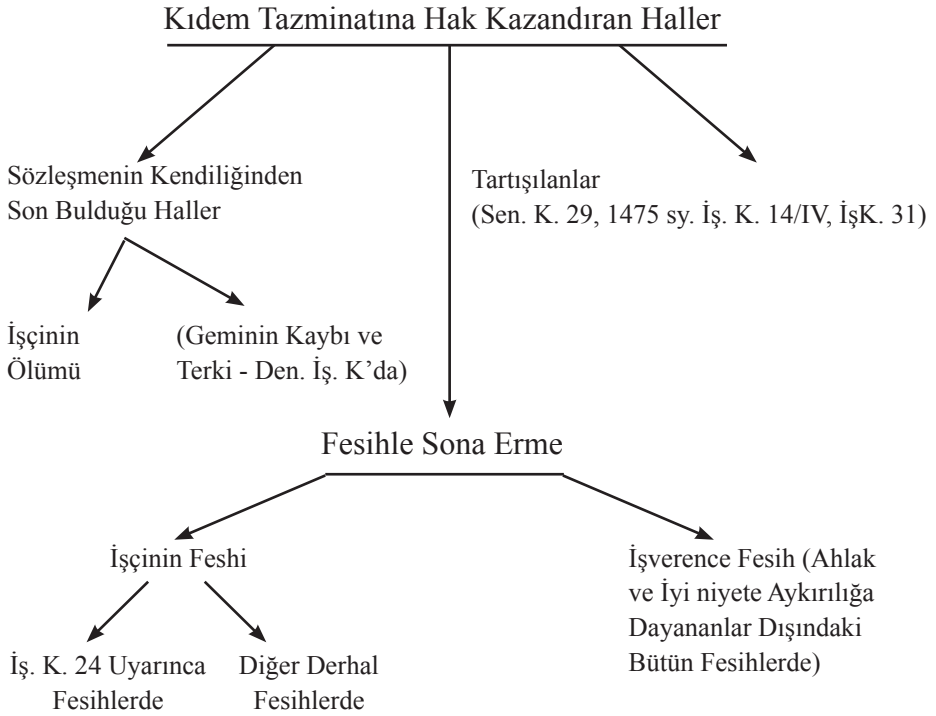 Kıdem Tazminatına Hak Kazandıran Haller
Sözleşmenin Kendiliğinden
Son Bulduğu Haller
Tartışılanlar
(Sen. K. 29, 1475 sy. İş. K. 14/IV, İşK. 31)
İşçinin
Ölümü
(Geminin Kaybı ve
Terki - Den. İş. K’da)
Fesihle Sona Erme
İşçinin Feshi
İş. K. 24 Uyarınca
Fesihlerde
Diğer Derhal
Fesihlerde
İşverence Fesih (Ahlak
ve İyi niyete Aykırılığa
Dayananlar Dışındaki
Bütün Fesihlerde)